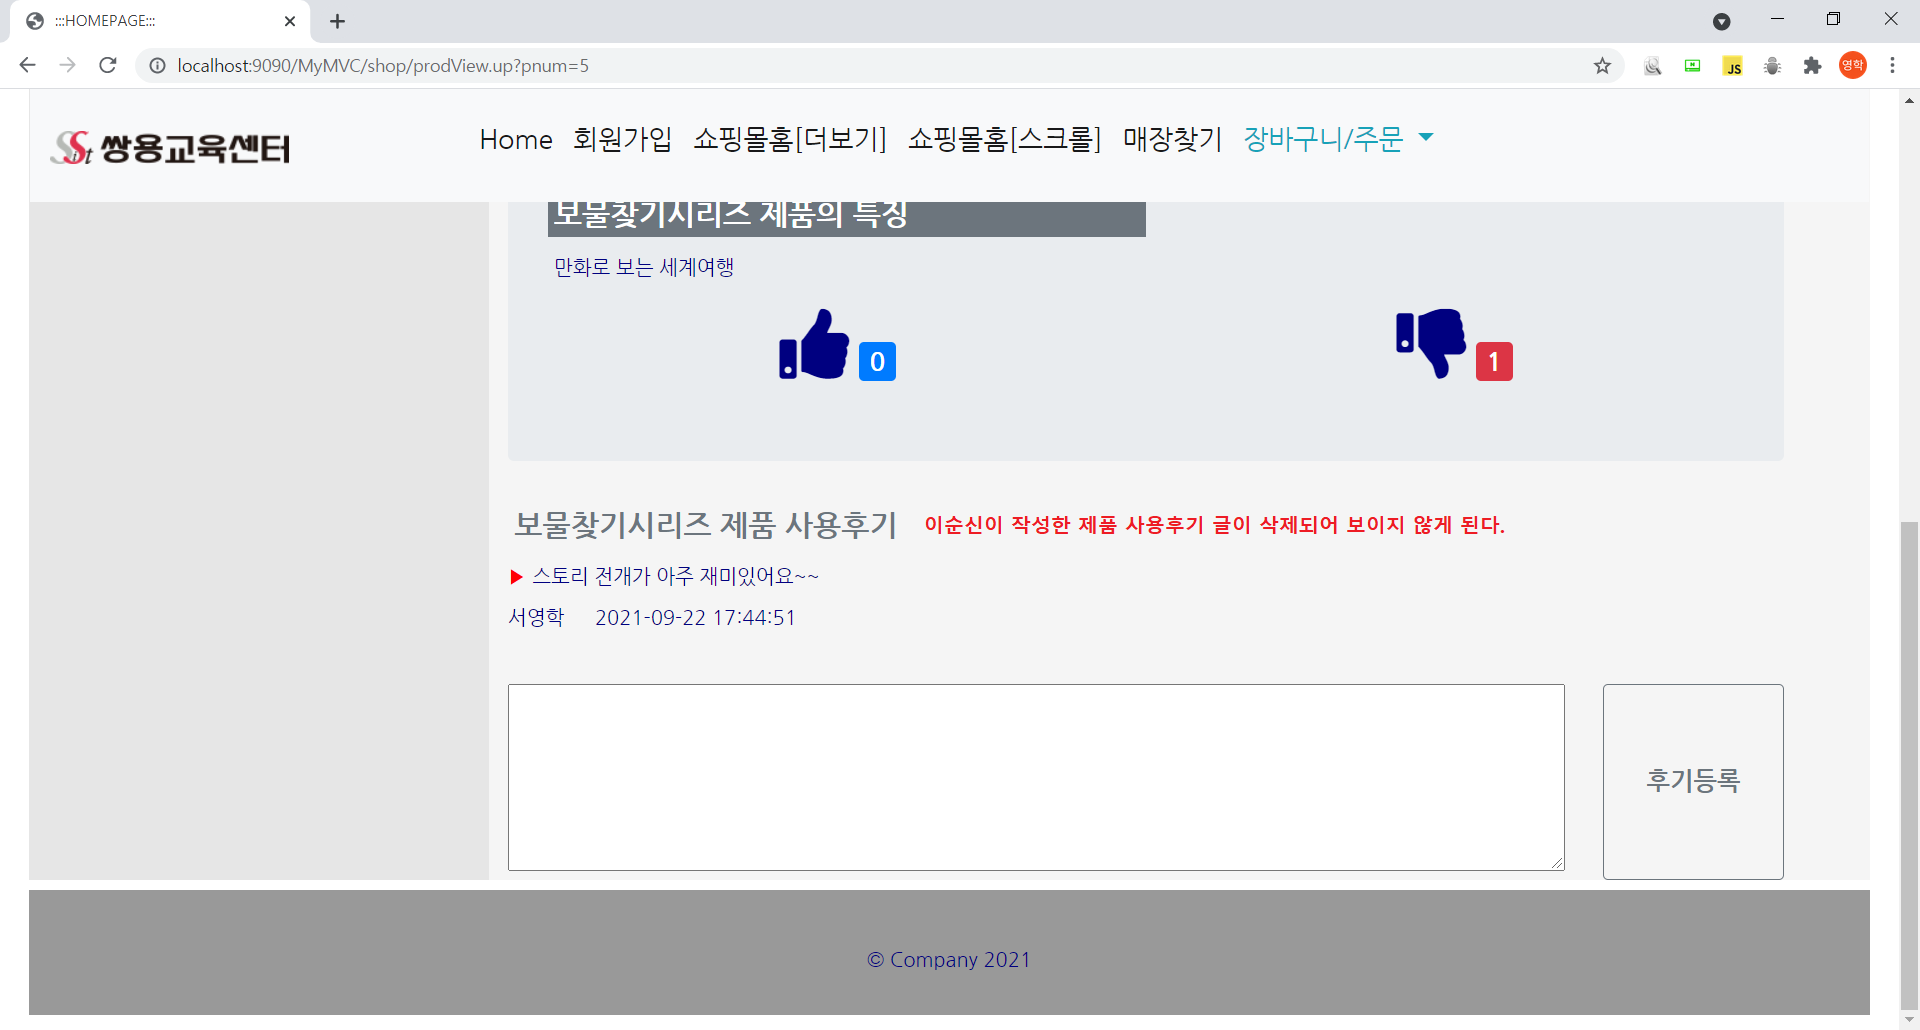 :::HOMEPAGE:::
localhost:9090/MyMVC/shop/prodView.up?pnum=5
JS
영학
SSist 쌍용교육센터
Home 회원가입 쇼핑몰홈[더보기] 쇼핑몰홈[스크롤] 매장찾기 장바구니/주문
보물찾기시리즈 제품의 특징
만화로 보는 세계여행
0
1
보물찾기시리즈 제품 사용후기 이순신이 작성한 제품 사용후기 글이 삭제되어 보이지 않게 된다.
▶ 스토리 전개가 아주 재미있어요~~
서영학 2021-09-22 17:44:51
후기등록
© Company 2021